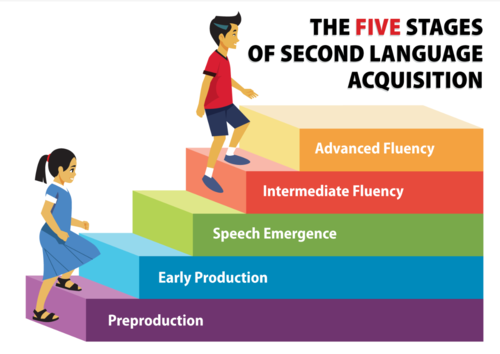 THE FIVE STAGES
OF SECOND LANGUAGE
ACQUISITION
Advanced Fluency
Intermediate Fluency
Speech Emergence
Early Production
Preproduction